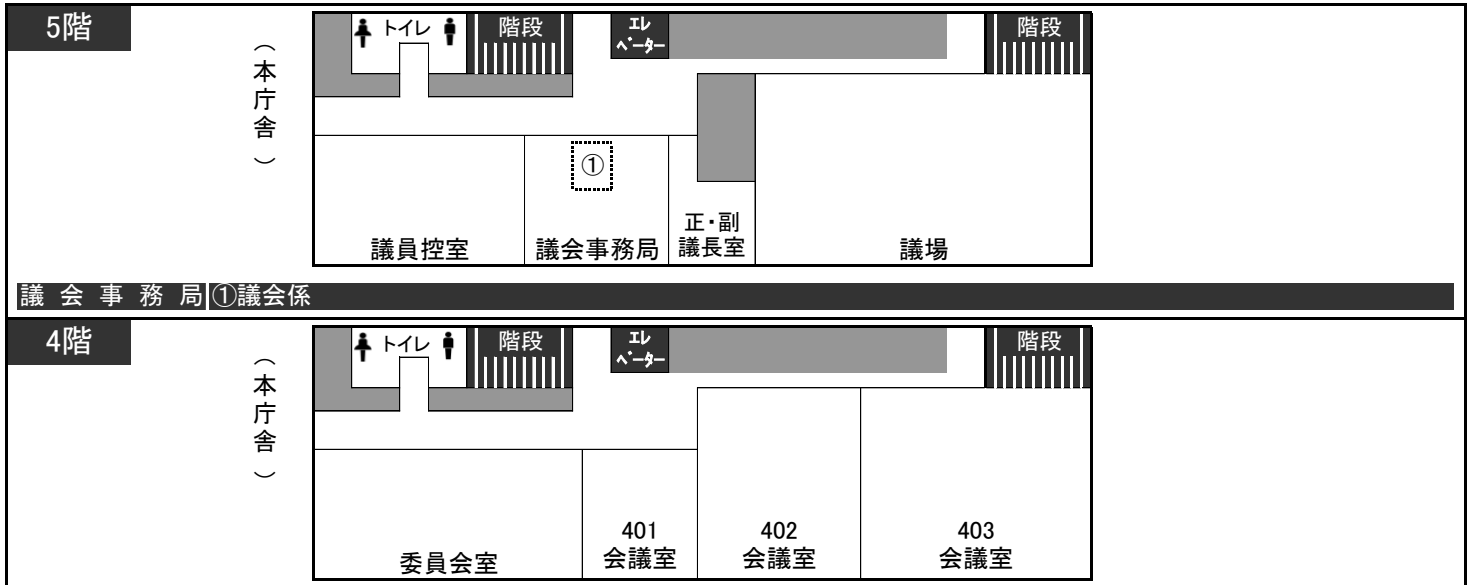 5階
（本庁舎）
トイレ
階段
エレ
ベーター
階段
①
議員控室
議会事務局
正・副
議長室
議場
議会事務局①議会係
4階
（本庁舎）
トイレ
階段
エレ
ベーター
階段
委員会室
401
会議室
402
会議室
403
会議室